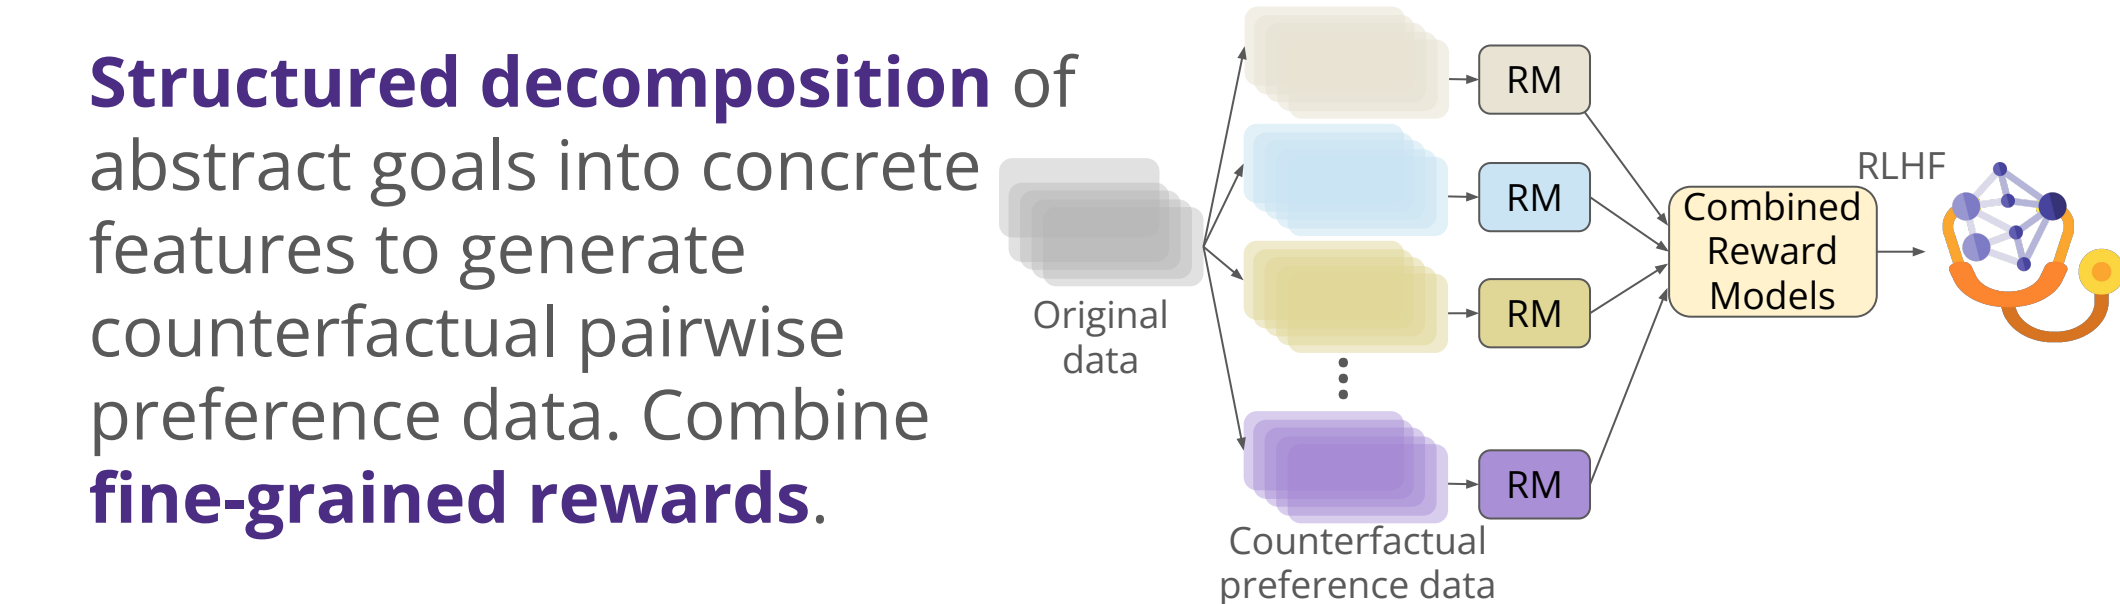 Structured decomposition of
abstract goals into concrete
features to generate
counterfactual pairwise
preference data. Combine
fine-grained rewards.
Original
data
Counterfactual
preference data
RM
RM
RM
RM
Combined
Reward
Models
RLHF